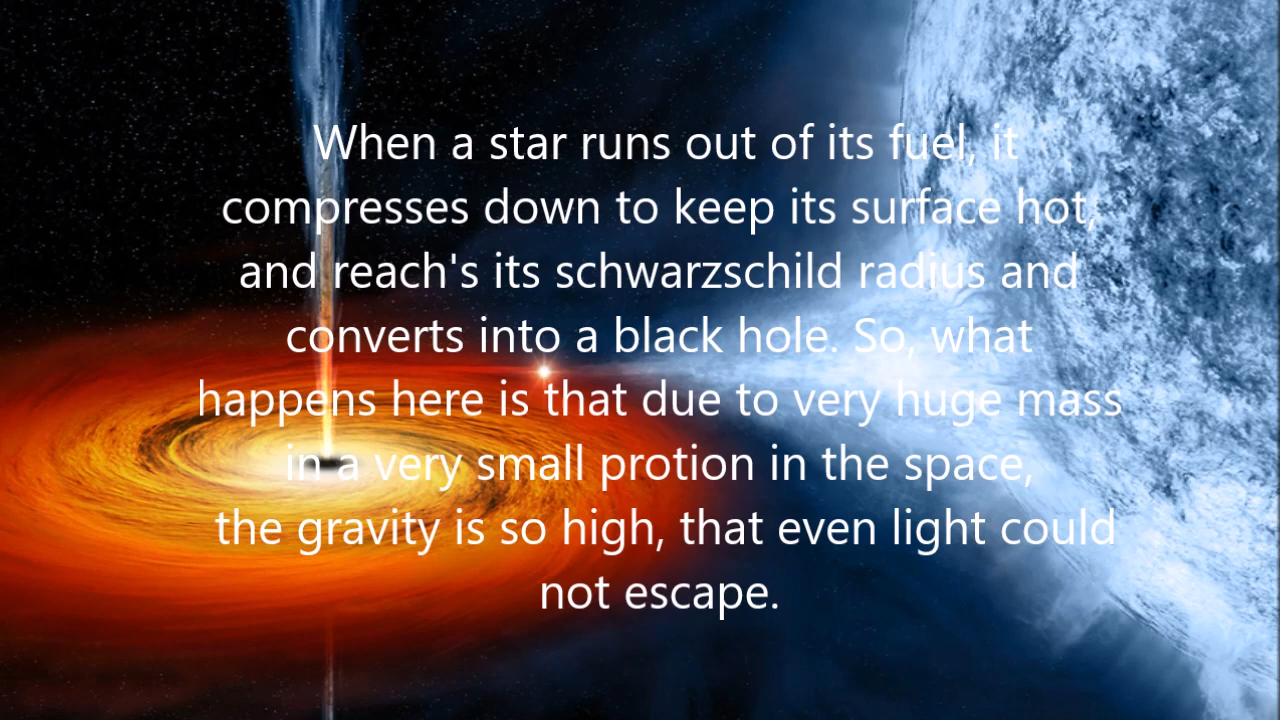 When a star runs out of its fuel, it
compresses down to keep its surface hot,
and reach's its schwarzschild radius and
converts into a black hole. So, what
happens here is that due to very huge mass
in a very small protion in the space,
the gravity is so high, that even light could
not escape.